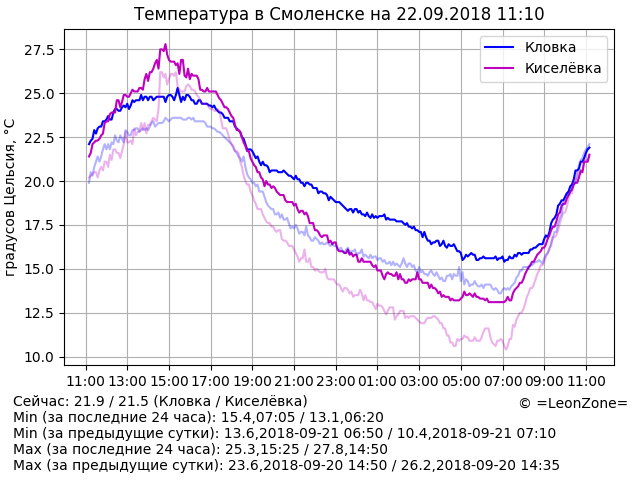 Температура в Смоленске на 22.09.2018 11:10
Кловка
Киселёвка
градусов Цельсия, °C
27.5
25.0
22.5
20.0
17.5
15.0
12.5
10.0
11:00 13:00 15:00 17:00 19:00 21:00 23:00 01:00 03:00 05:00 07:00 09:00 11:00
Сейчас: 21.9 / 21.5 (Кловка / Киселёвка)
© =LeonZone=
Min (за последние 24 часа): 15.4,07:05 / 13.1,06:20
Min (за предыдущие сутки): 13.6,2018-09-21 06:50 / 10.4,2018-09-21 07:10
Max (за последние 24 часа): 25.3,15:25 / 27.8,14:50
Max (за предыдущие сутки): 23.6,2018-09-20 14:50 / 26.2,2018-09-20 14:35